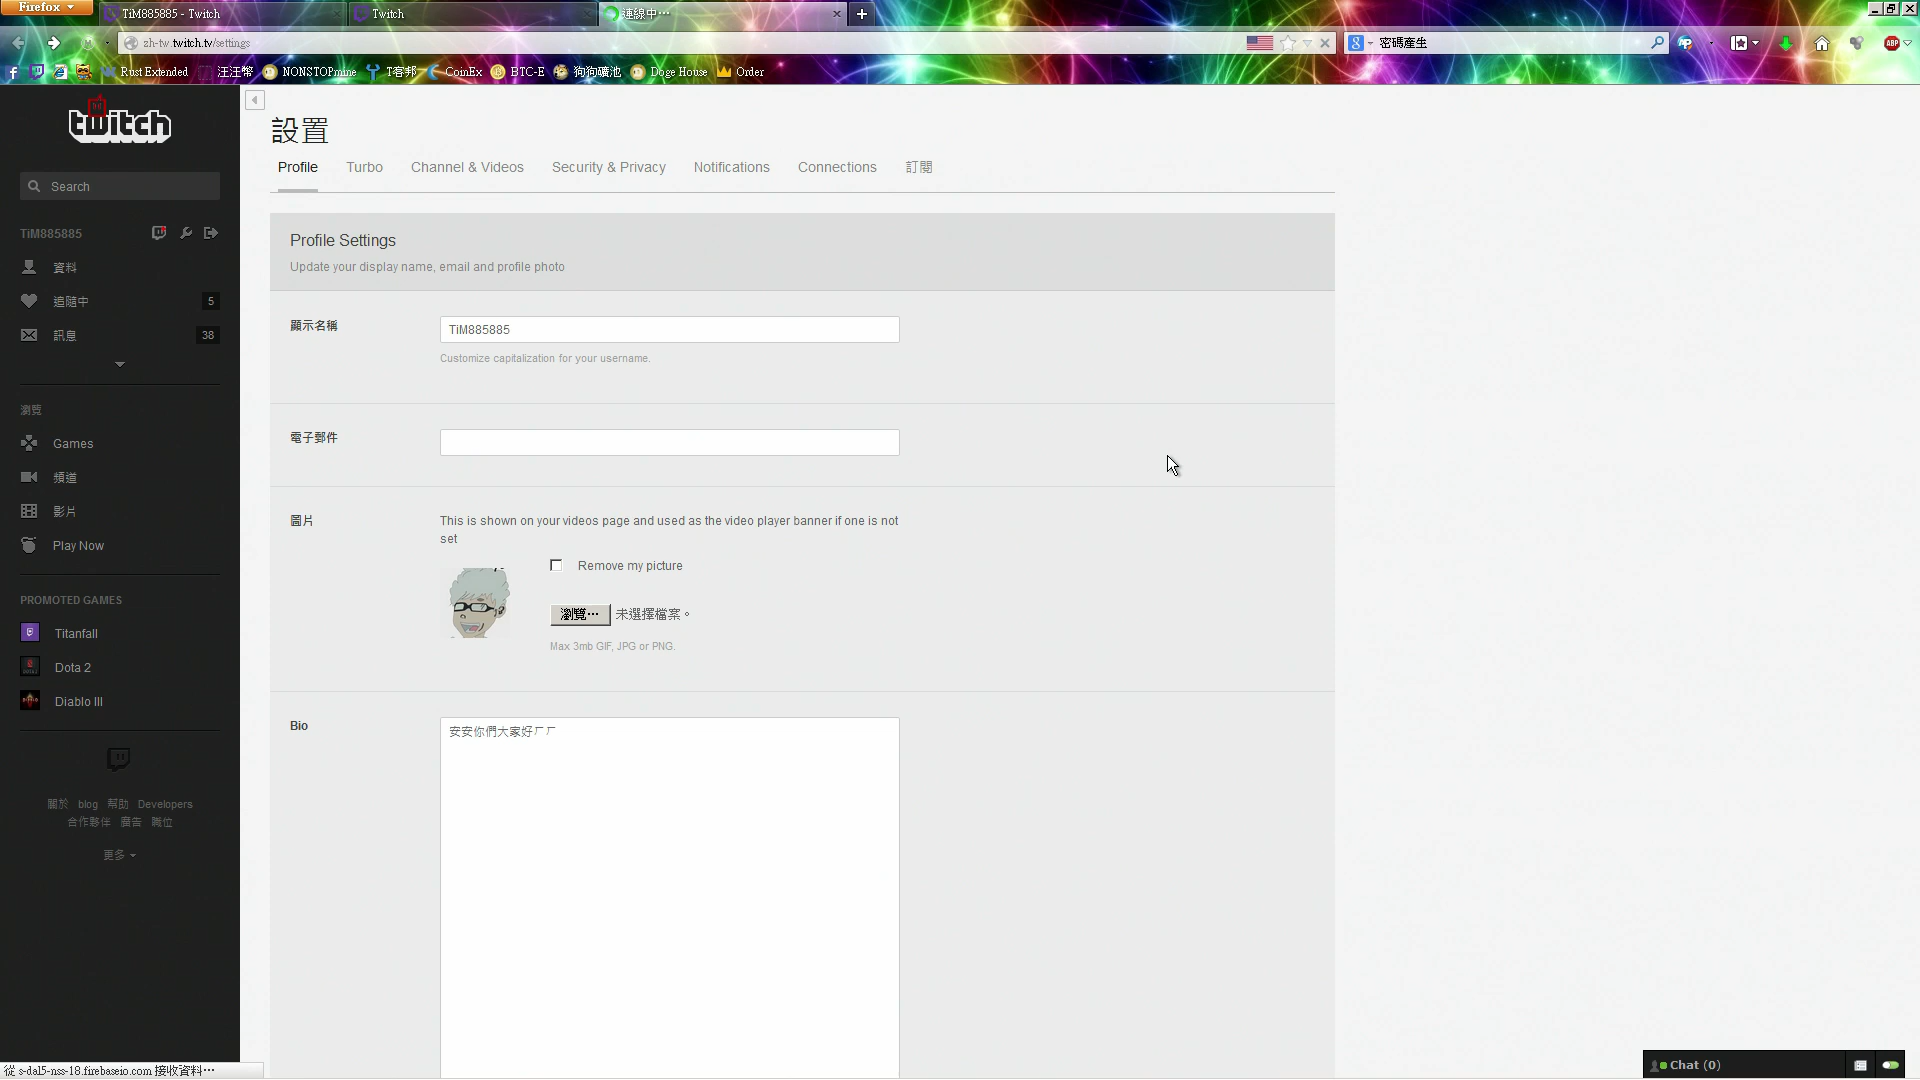 Firefox
TiM885885 - Twitch
Twitch
連線中…
zh-tw.twitch.tv/settings
密碼產生
Rust Extended
汪汪幣
NONSTOPmine
T客邦
CoinEx
BTC-E
狗狗礦池
Doge House
Order
twitch
設置
Profile
Turbo
Channel & Videos
Security & Privacy
Notifications
Connections
訂閱
Search
TiM885885
資料
追隨中
5
訊息
38
瀏覽
Games
頻道
影片
Play Now
PROMOTED GAMES
Titanfall
Dota 2
Diablo III
關於 blog 幫助 Developers
合作夥伴 廣告 職位
更多
Profile Settings
Update your display name, email and profile photo
顯示名稱
TiM885885
Customize capitalization for your username.
電子郵件
圖片
This is shown on your videos page and used as the video player banner if one is not
set
Remove my picture
瀏覽…
未選擇檔案。
Max 3mb GIF, JPG or PNG.
Bio
安安你們大家好ㄏㄏ
從 s-dal5-nss-18.firebaseio.com 接收資料…
Chat (0)